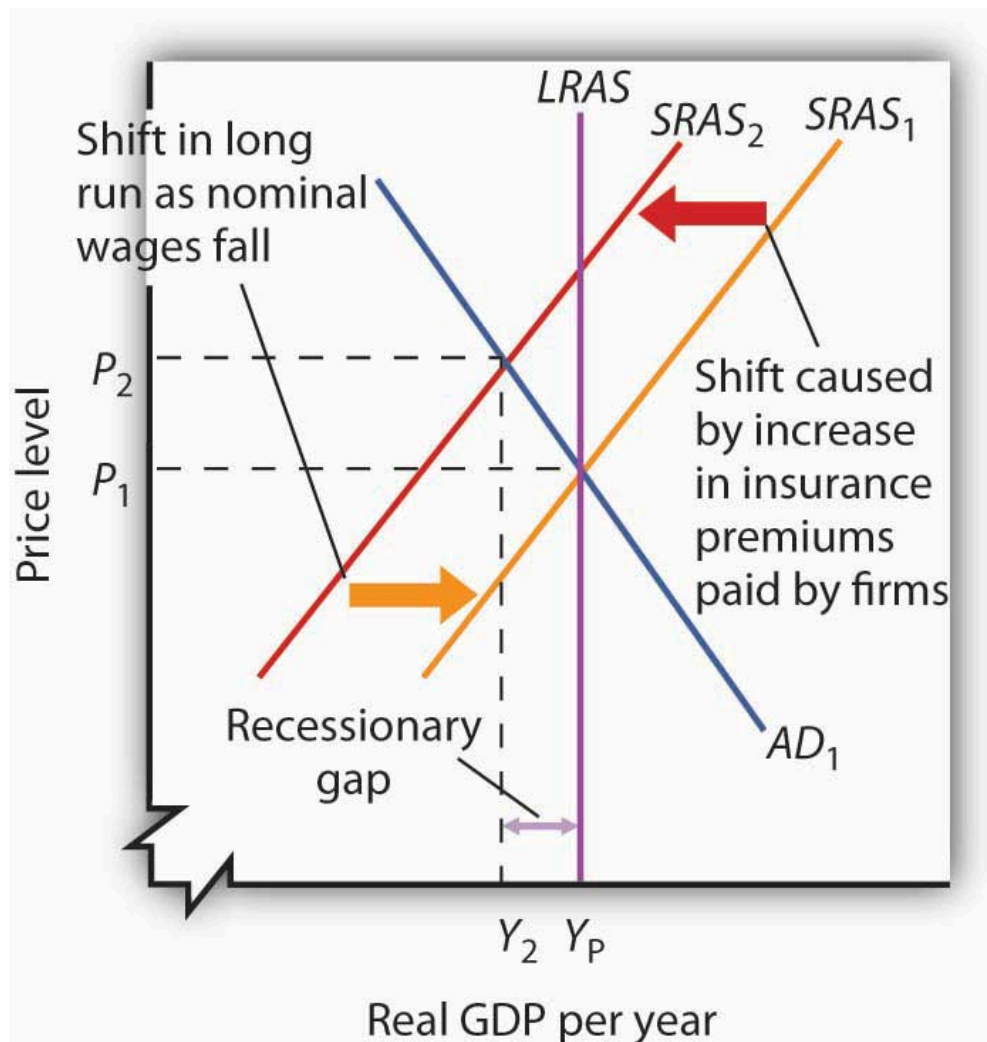 LRAS
SRAS₂
SRAS₁
Shift in long
run as nominal
wages fall
P₂
P₁
Price level
Shift caused
by increase
in insurance
premiums
paid by firms
Recessionary
gap
AD₁
Y₂
Yₚ
Real GDP per year